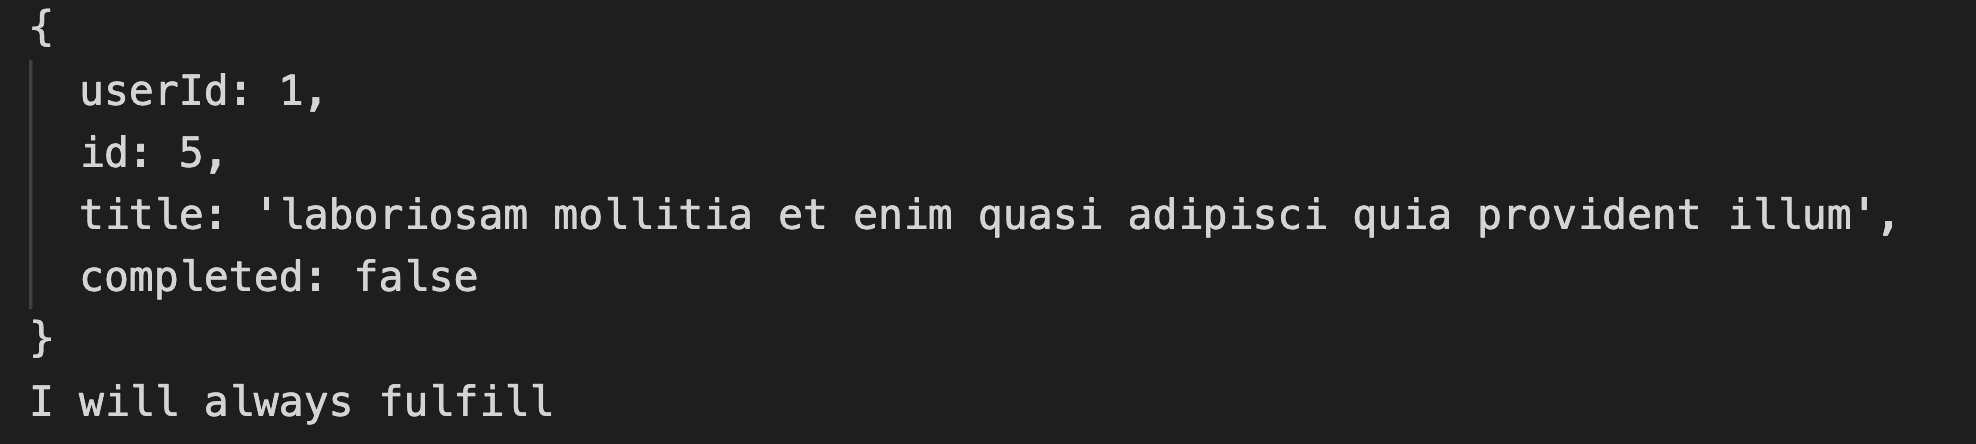 {
userId: 1,
id: 5,
title: 'laboriosam mollitia et enim quasi adipisci quia provident illum',
completed: false
}
I will always fulfill